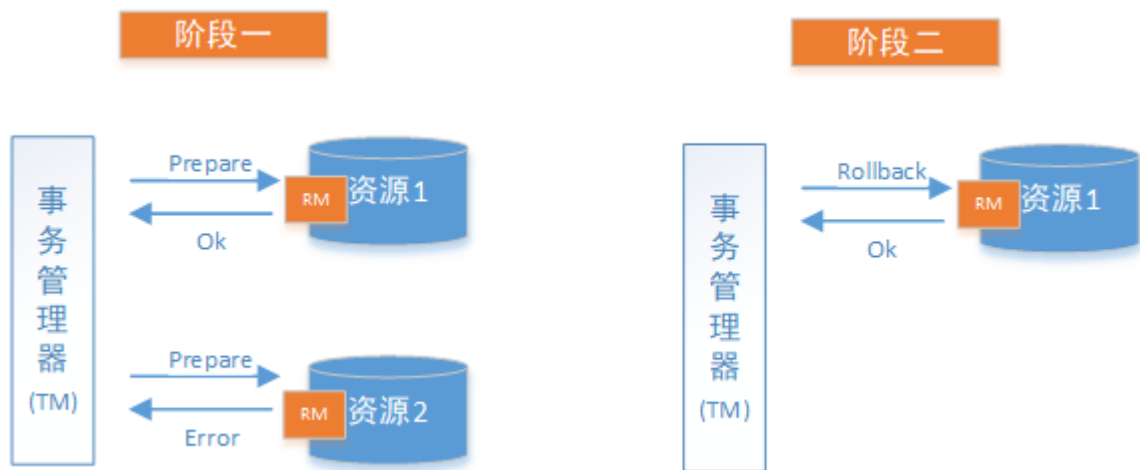 阶段一
事务管理器
(TM)
Prepare
RM
资源1
Ok
Prepare
RM
资源2
Error
阶段二
事务管理器
(TM)
Rollback
RM
资源1
Ok